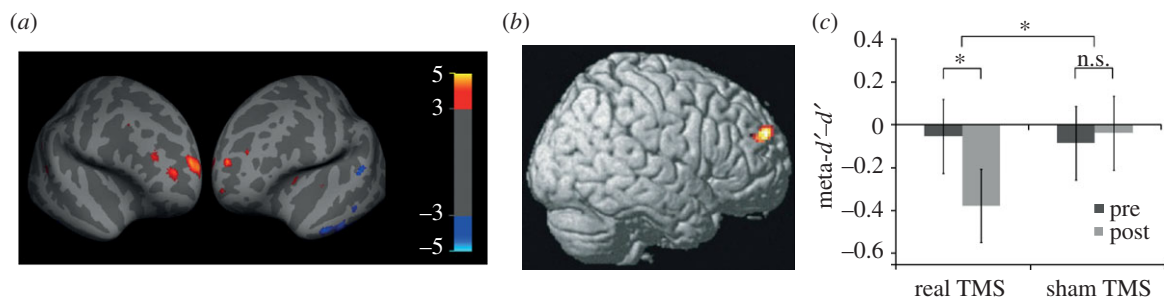 (a)
5
3
–3
–5
(b)
(c)
0.4
0.2
0
–0.2
–0.4
–0.6
meta-d′–d′
*
*
n.s.
pre
post
real TMS
sham TMS